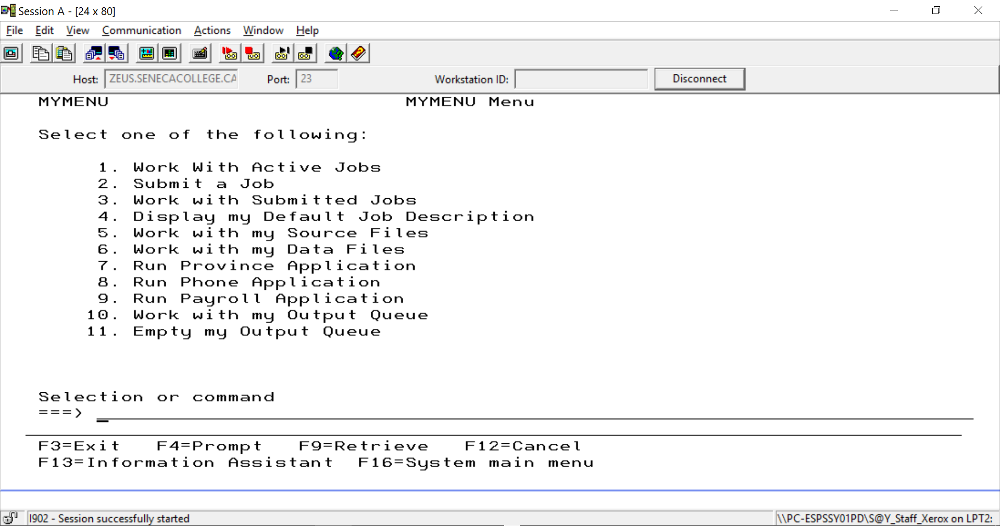 Session A - [24 x 80]
File Edit View Communication Actions Window Help
Host: ZEUS.SENECACOLLEGE.CA Port: 23 Workstation ID: Disconnect
MYMENU MYMENU Menu
Select one of the following:
1. Work With Active Jobs
2. Submit a Job
3. Work with Submitted Jobs
4. Display my Default Job Description
5. Work with my Source Files
6. Work with my Data Files
7. Run Province Application
8. Run Phone Application
9. Run Payroll Application
10. Work with my Output Queue
11. Empty my Output Queue
Selection or command
===>
F3=Exit F4=Prompt F9=Retrieve F12=Cancel
F13=Information Assistant F16=System main menu
I902 - Session successfully started \\PC-ESPSSY01PD\S@Y_Staff_Xerox on LPT2: